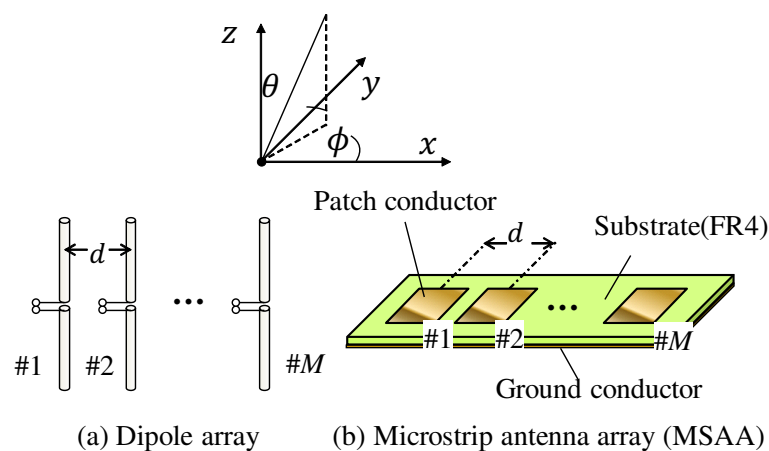 z
θ
y
ϕ
x
Patch conductor
d
Substrate(FR4)
d
...
...
#1
#2
#M
#1
#2
#M
Ground conductor
(a) Dipole array
(b) Microstrip antenna array (MSAA)